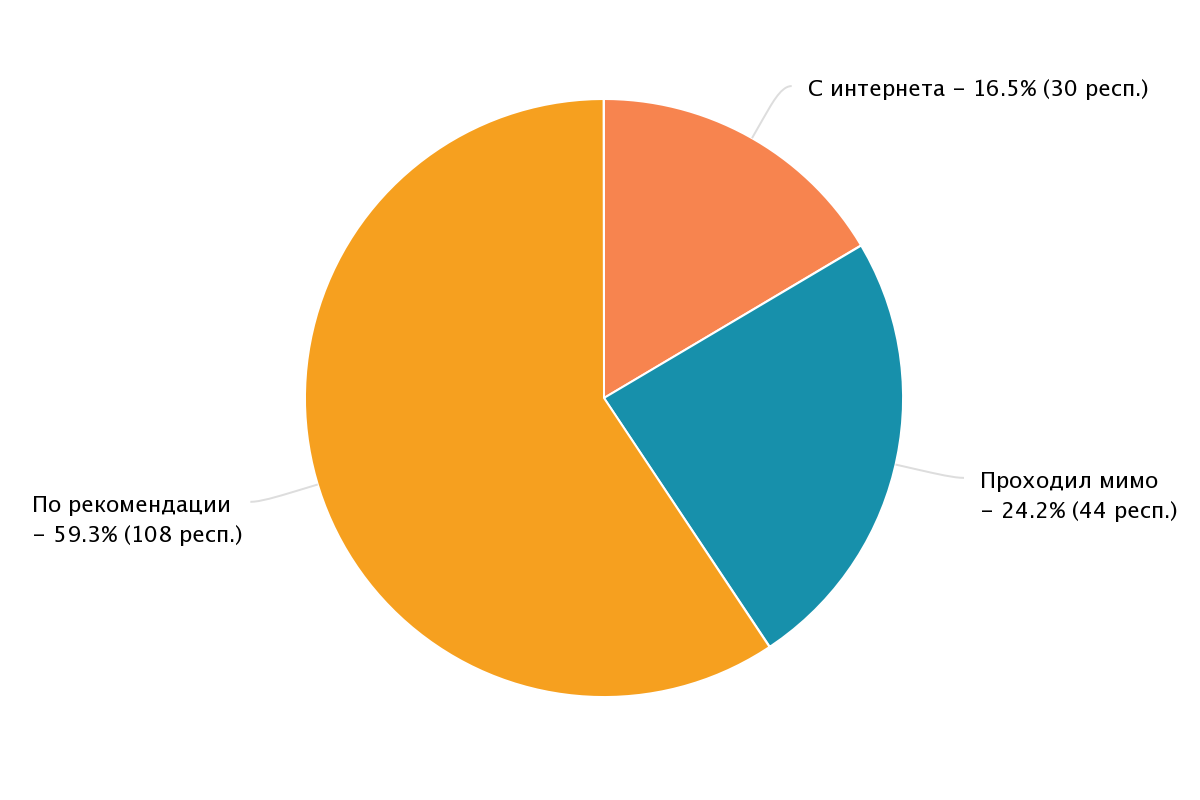 С интернета – 16.5% (30 респ.)
Проходил мимо
– 24.2% (44 респ.)
По рекомендации
– 59.3% (108 респ.)